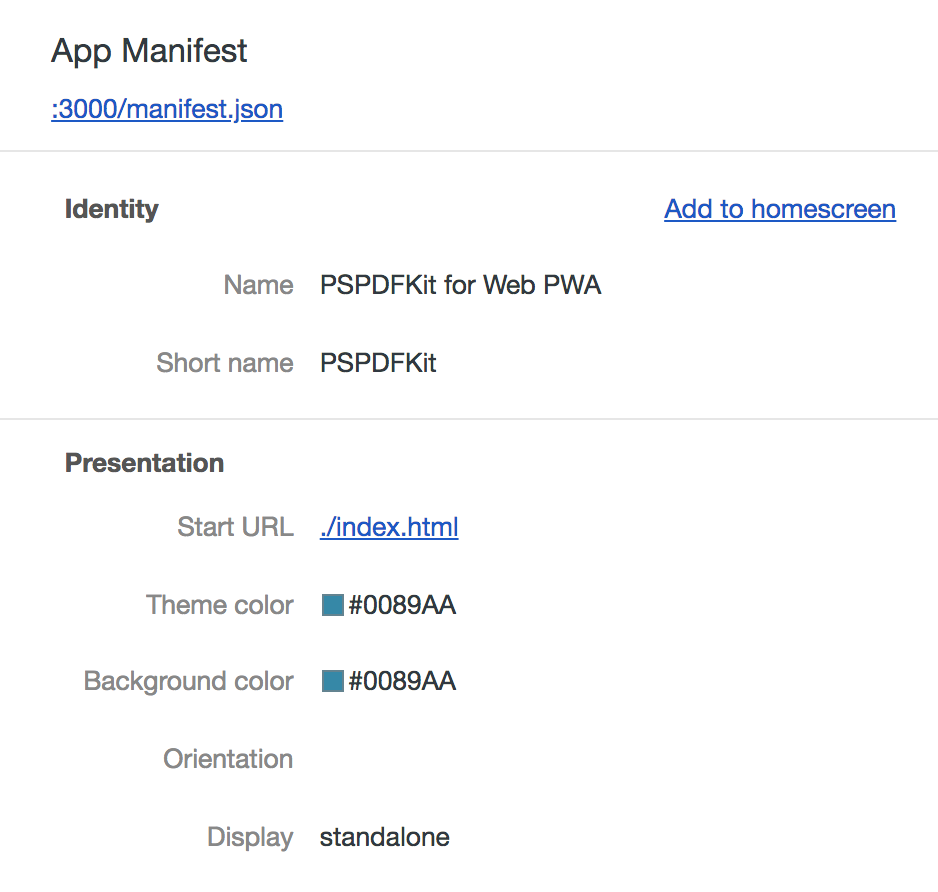 App Manifest
:3000/manifest.json
Identity Add to homescreen
Name PSPDFKit for Web PWA
Short name PSPDFKit
Presentation
Start URL ./index.html
Theme color #0089AA
Background color #0089AA
Orientation
Display standalone